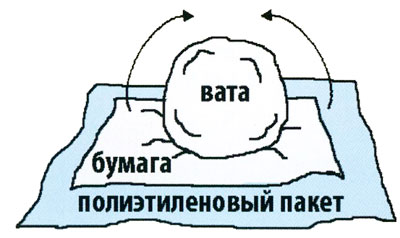 вата
бумага
полиэтиленовый пакет